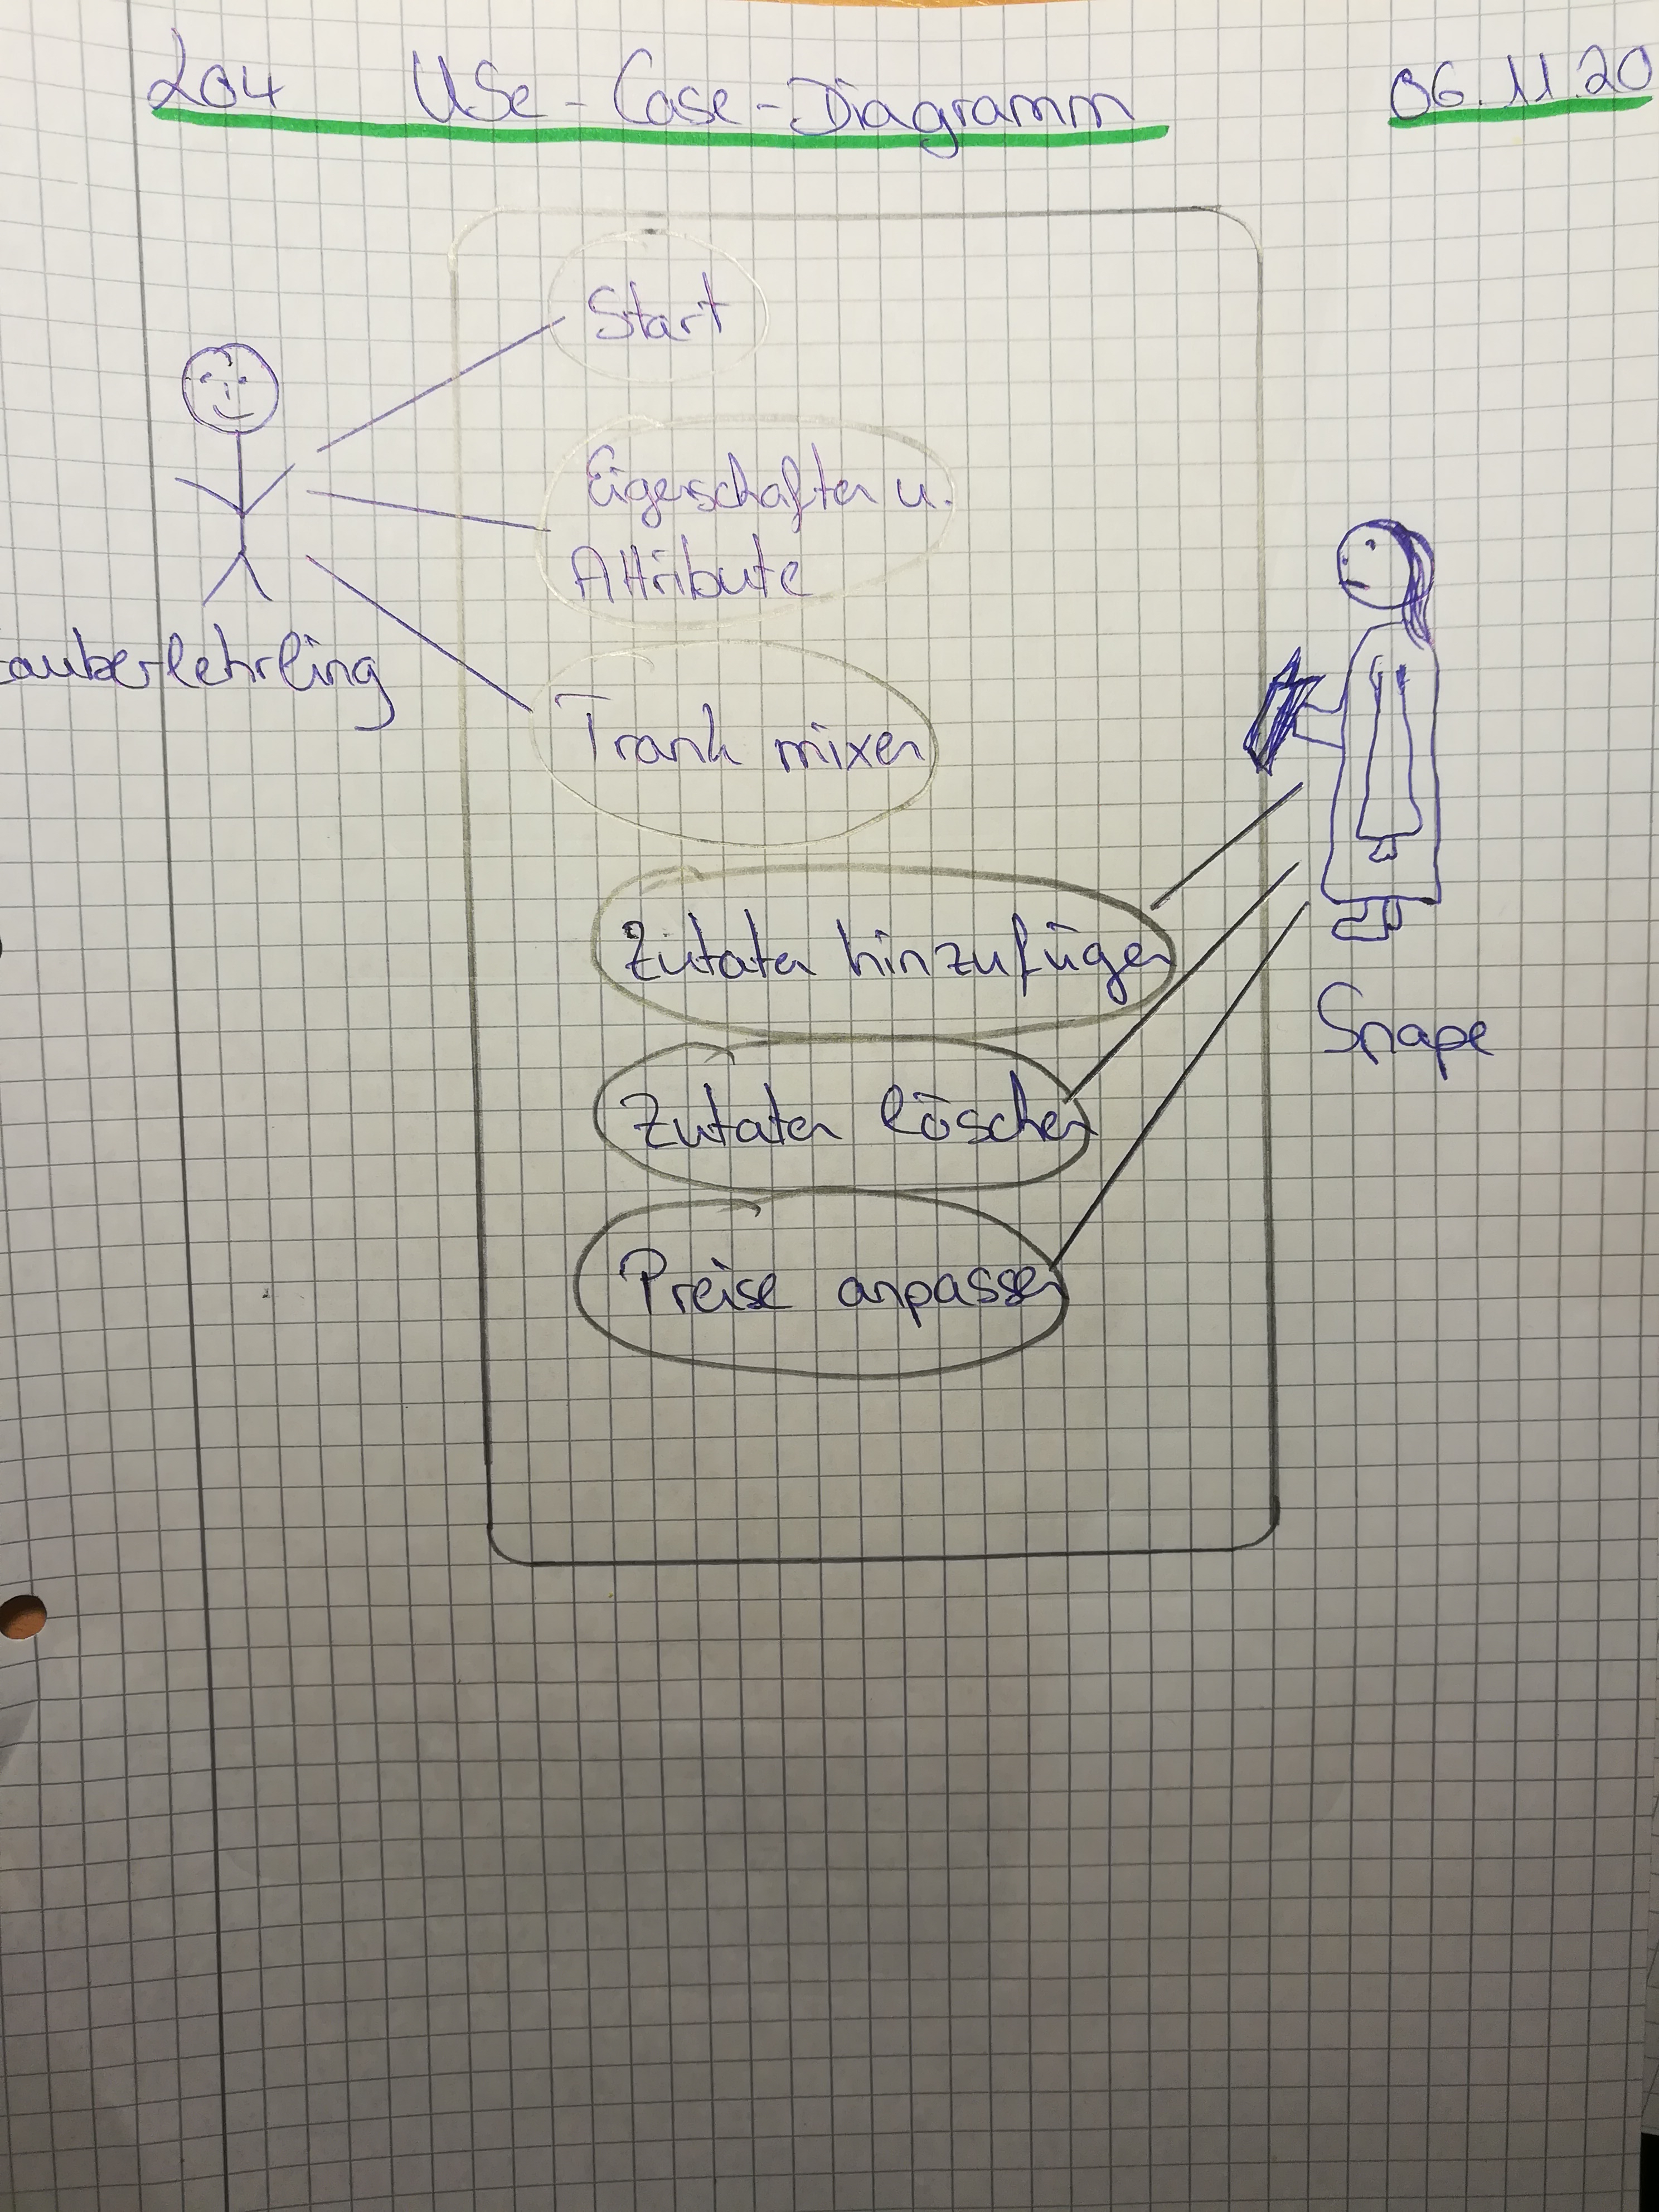 L04 Use-Case-Diagramm 06.11.20
Start
Eigenschaften u.
Attribute
auberlehrling
Trank mixen
Zutaten hinzufügen
Snape
Zutaten löschen
Preise anpassen